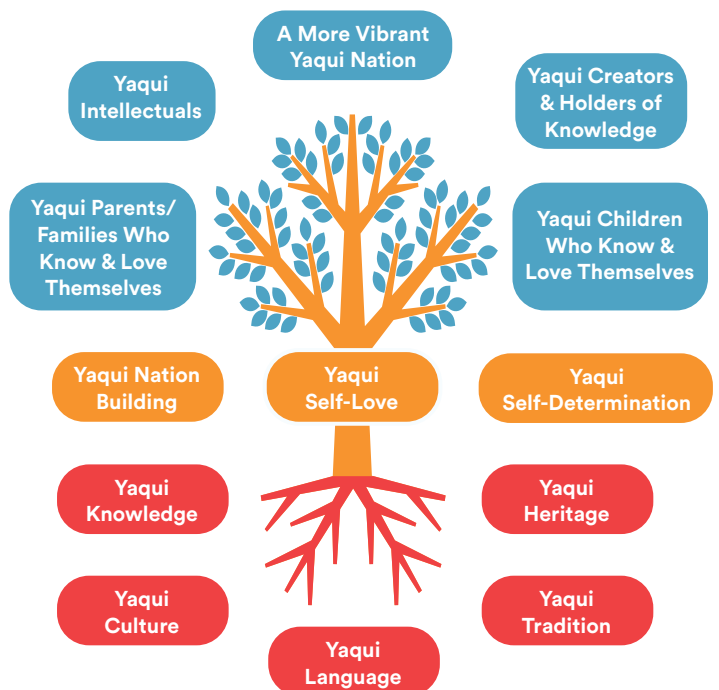 A More Vibrant
Yaqui Nation
Yaqui
Intellectuals
Yaqui Creators
& Holders of
Knowledge
Yaqui Parents/
Families Who
Know & Love
Themselves
Yaqui Children
Who Know &
Love Themselves
Yaqui Nation
Building
Yaqui
Self-Love
Yaqui
Self-Determination
Yaqui
Knowledge
Yaqui
Heritage
Yaqui
Culture
Yaqui
Tradition
Yaqui
Language